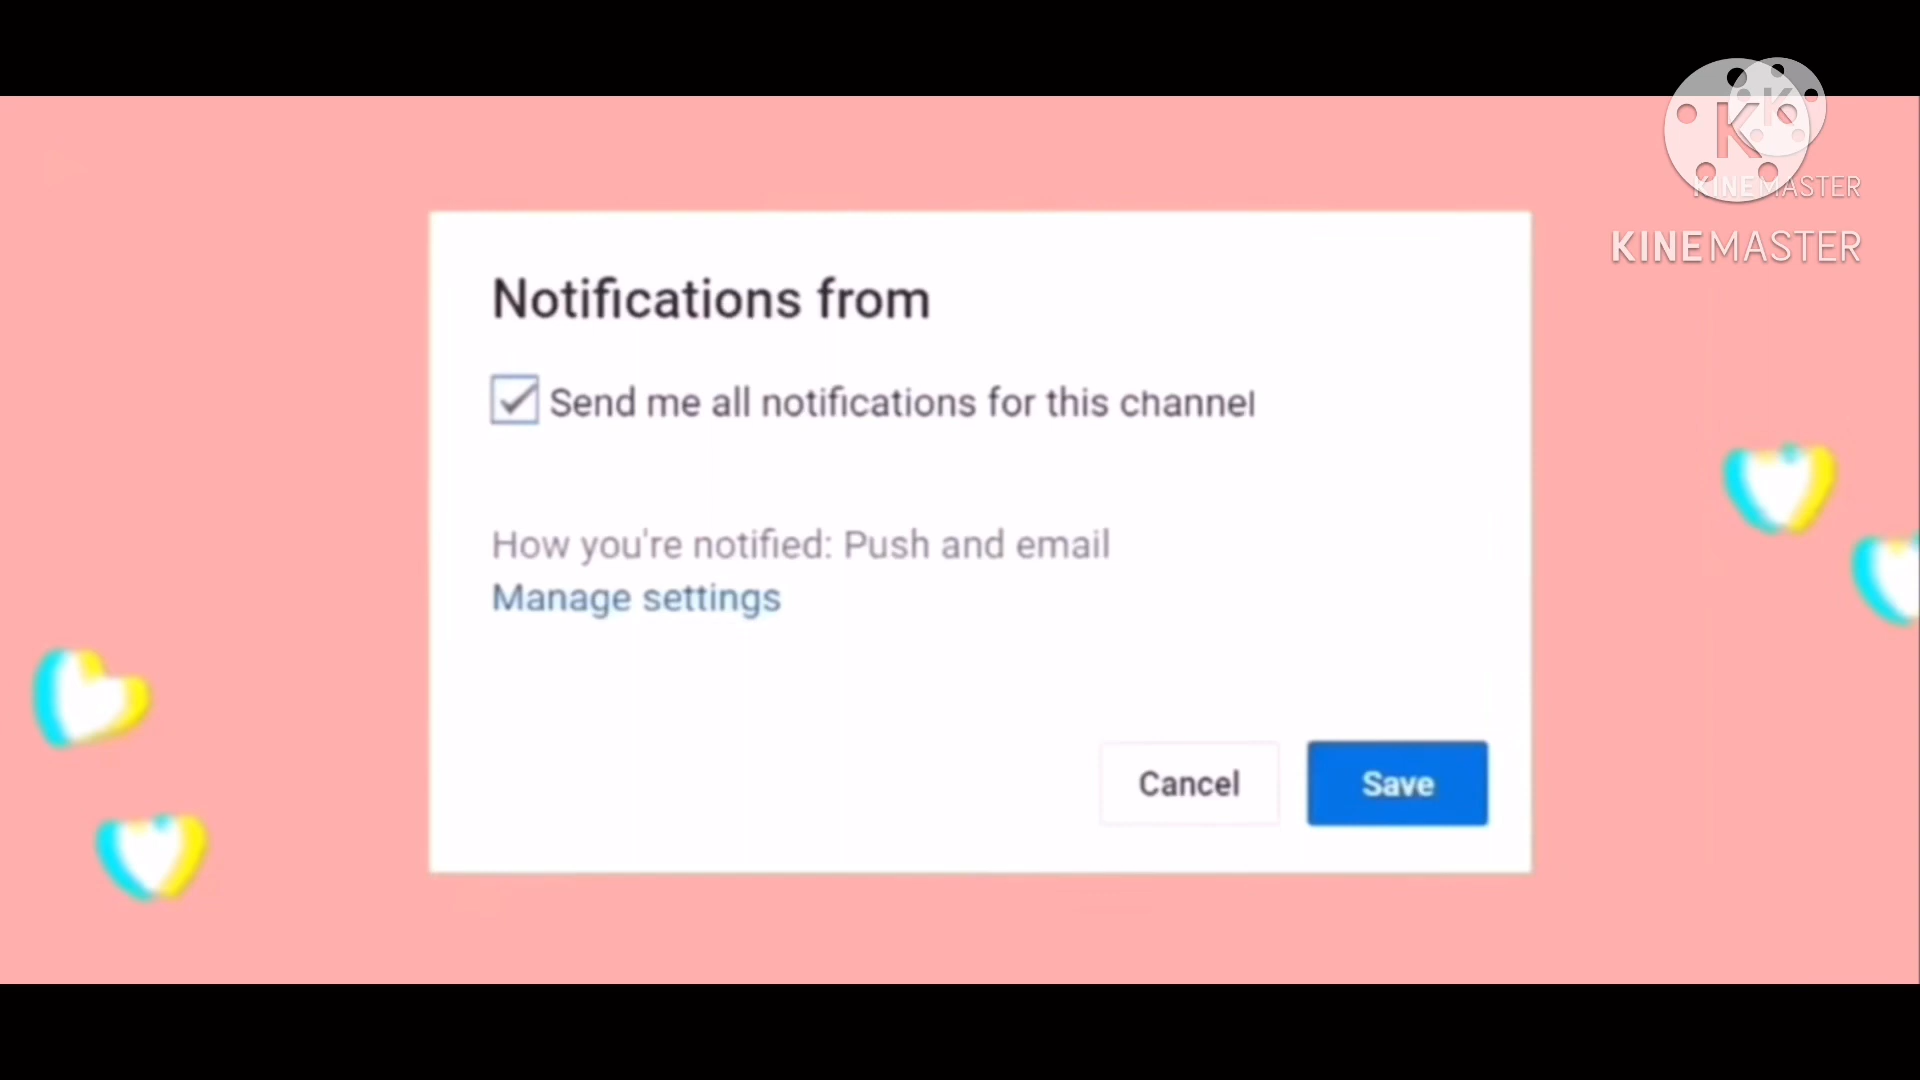 KINEMASTER
KINEMASTER
Notifications from
Send me all notifications for this channel
How you're notified: Push and email
Manage settings
Cancel
Save